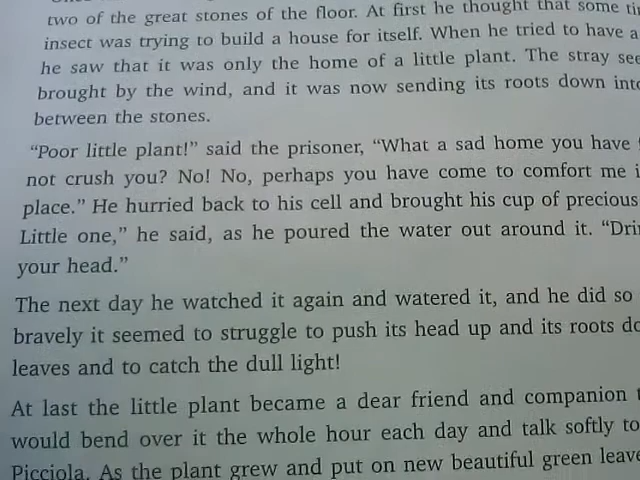 two of the great stones of the floor. At first he thought that some
insect was trying to build a house for itself. When he tried to have a
he saw that it was only the home of a little plant. The stray
brought by the wind, and it was now sending its roots down
between the stones.
“Poor little plant!” said the prisoner, “What a sad home you have
not crush you? No! No, perhaps you have come to comfort me
place.” He hurried back to his cell and brought his cup of precious
Little one,” he said, as he poured the water out around it.
your head.”
The next day he watched it again and watered it, and he did so
bravely it seemed to struggle to push its head up and its roots
leaves and to catch the dull light!
At last the little plant became a dear friend and companion
would bend over it the whole hour each day and talk softly to
Picciola. As the plant grew and put on new beautiful green